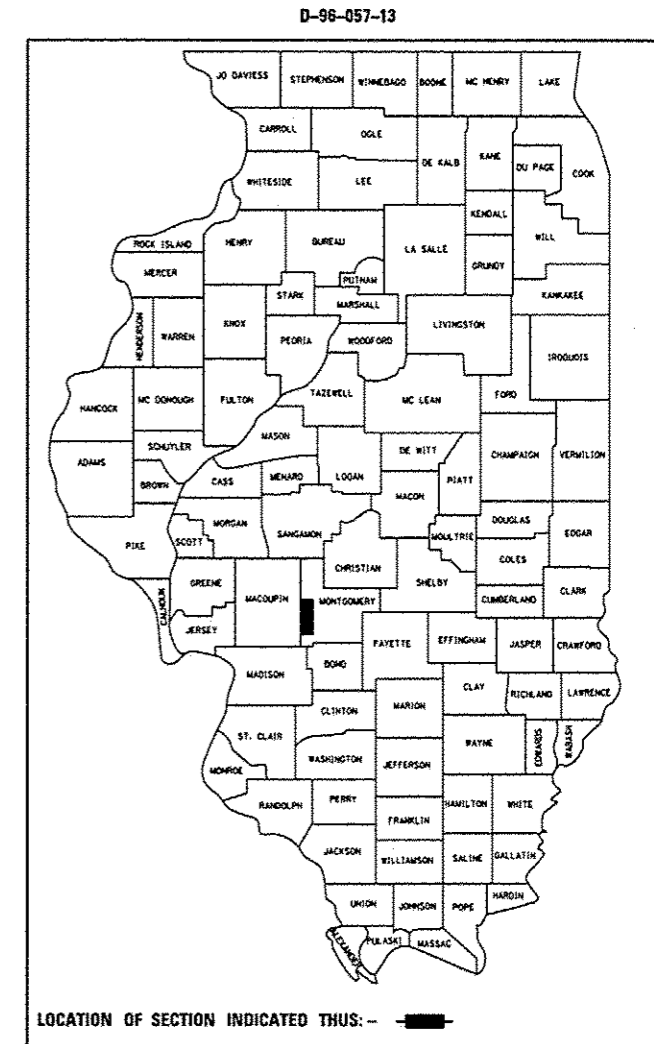 D-96-057-13
JO DAVIESS STEPHENSON WINNEBAGO BOONE MC HENRY LAKE
CARROLL OGLE
DE KALB KANE DU PAGE COOK
WHITESIDE LEE
KENDALL WILL
ROCK ISLAND HENRY BUREAU LA SALLE
GRUNDY
MERCER PUTNAM KANKAKEE
STARK MARSHALL
HENDERSON WARREN KNOX PEORIA WOODFORD LIVINGSTON IROQUOIS
TAZEWELL MC LEAN FORD
HANCOCK MC DONOUGH FULTON
MASON
SCHUYLER DE WITT CHAMPAIGN VERMILION
ADAMS BROWN CASS MENARD LOGAN PIATT
MACON
MORGAN DOUGLAS
PIKE SCOTT SANGAMON MOULTRIE EDGAR
CHRISTIAN COLES
GREENE SHELBY
CALHOUN MACOUPIN MONTGOMERY CUMBERLAND CLARK
JERSEY
FAYETTE EFFINGHAM JASPER CRAWFORD
MADISON BOND
CLAY RICHLAND LAWRENCE
CLINTON MARION
ST. CLAIR WAYNE EDWARDS WABASH
WASHINGTON JEFFERSON
MONROE
RANDOLPH PERRY HAMILTON WHITE
FRANKLIN
JACKSON WILLIAMSON SALINE GALLATIN
UNION JOHNSON POPE HARDIN
ALEXANDER PULASKI MASSAC
LOCATION OF SECTION INDICATED THUS: -